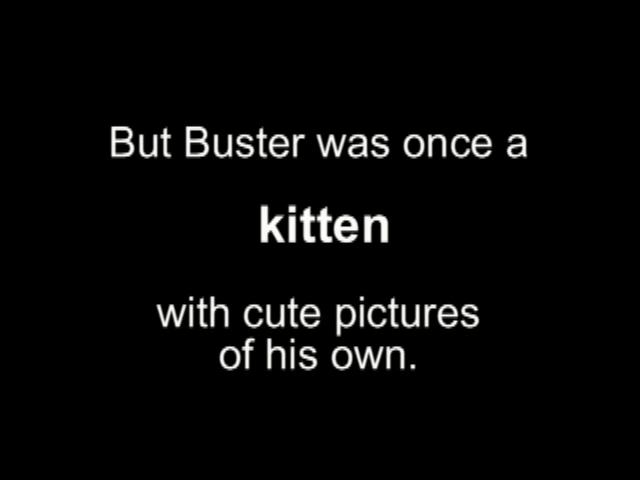 But Buster was once a
kitten
with cute pictures
of his own.